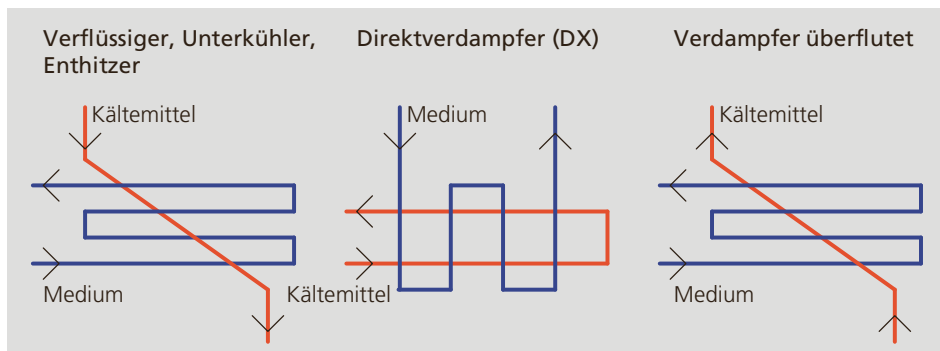 Verflüssiger, Unterkühler,
Enthitzer
Kältemittel
Medium
Direktverdampfer (DX)
Medium
Kältemittel
Verdampfer überflutet
Kältemittel
Medium